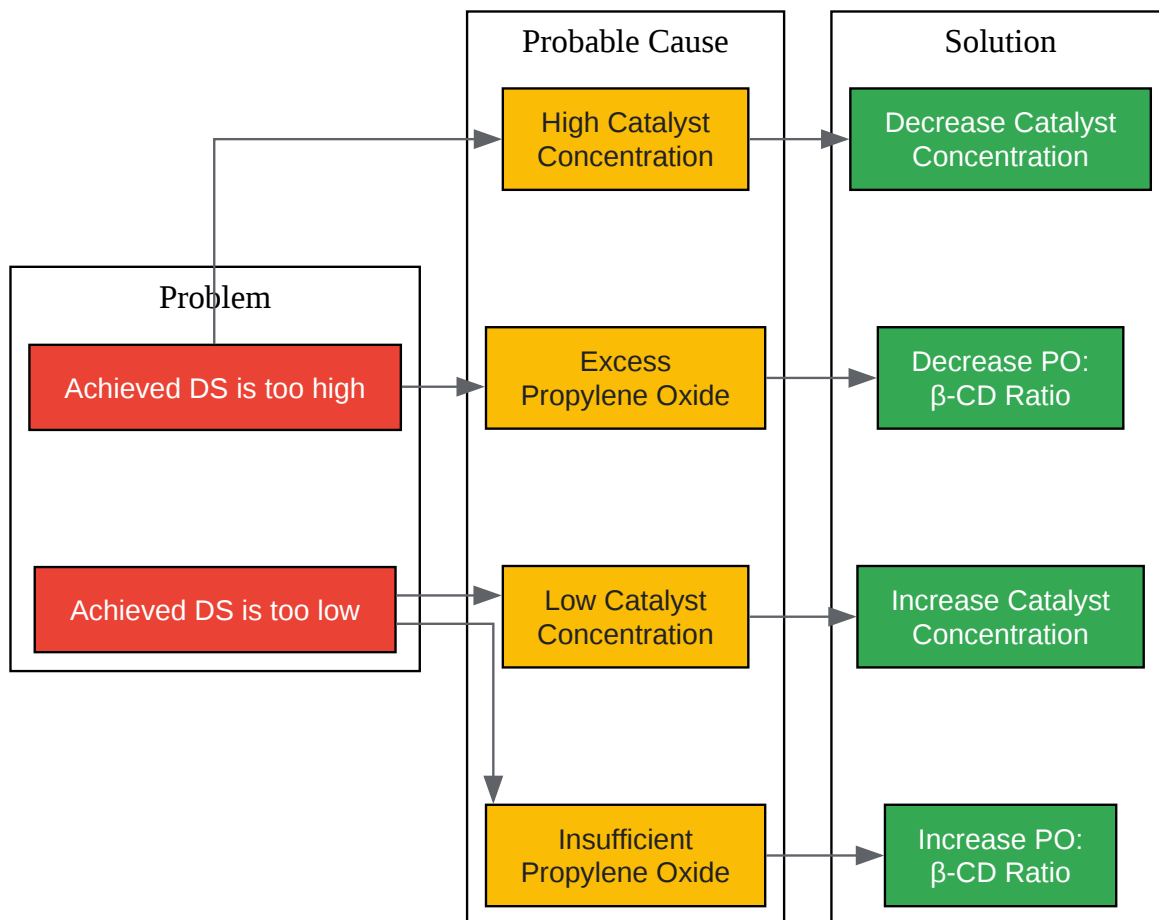 Probable Cause
Solution
High Catalyst
Concentration
Decrease Catalyst
Concentration
Problem
Achieved DS is too high
Excess
Propylene Oxide
Decrease PO:
β-CD Ratio
Achieved DS is too low
Low Catalyst
Concentration
Increase Catalyst
Concentration
Insufficient
Propylene Oxide
Increase PO:
β-CD Ratio